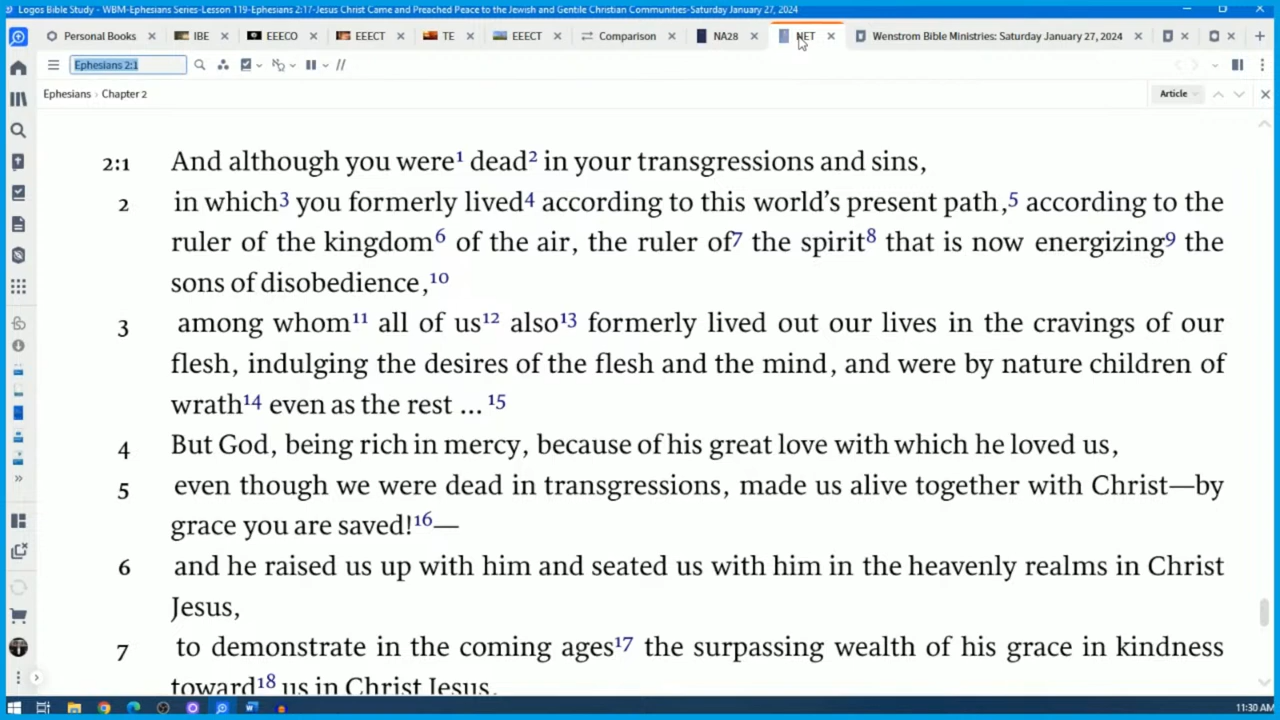 Logos Bible Study - WBM-Ephesians Series-Lesson 119-Ephesians 2:17-Jesus Christ Came and Preached Peace to the Jewish and Gentile Christian Communities-Saturday January 27, 2024
Personal Books IBE EEECO EEECT TE EEECT Comparison NA28 NET Wenstrom Bible Ministries: Saturday January 27, 2024
Ephesians 2:1
Ephesians › Chapter 2 Article
2:1 And although you were1 dead2 in your transgressions and sins,
2 in which3 you formerly lived4 according to this world’s present path,5 according to the
ruler of the kingdom6 of the air, the ruler of7 the spirit8 that is now energizing9 the
sons of disobedience,10
3 among whom11 all of us12 also13 formerly lived out our lives in the cravings of our
flesh, indulging the desires of the flesh and the mind, and were by nature children of
wrath14 even as the rest … 15
4 But God, being rich in mercy, because of his great love with which he loved us,
5 even though we were dead in transgressions, made us alive together with Christ—by
grace you are saved!16—
6 and he raised us up with him and seated us with him in the heavenly realms in Christ
Jesus,
7 to demonstrate in the coming ages17 the surpassing wealth of his grace in kindness
toward18 us in Christ Jesus.
11:30 AM